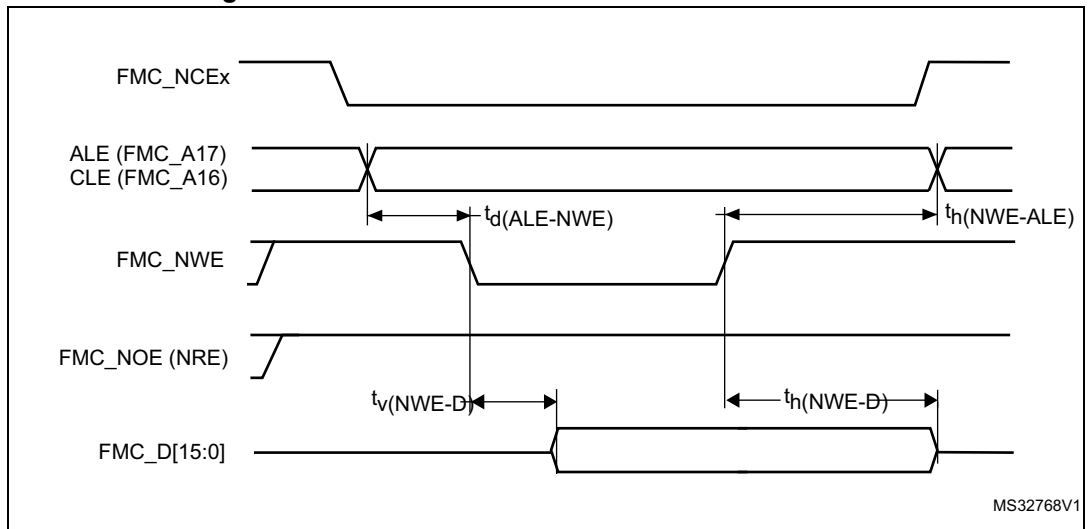 FMC_NCEx
ALE (FMC_A17)
CLE (FMC_A16)
td(ALE-NWE)
th(NWE-ALE)
FMC_NWE
FMC_NOE (NRE)
tv(NWE-D)
th(NWE-D)
FMC_D[15:0]
MS32768V1